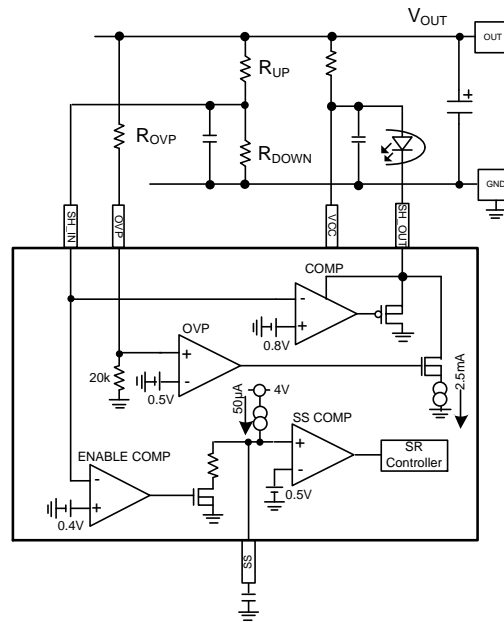 VOUT
OUT
RUP
ROVP
RDOWN
GND
SH_IN
OVP
VCC
SH_OUT
COMP
OVP
0.8V
20k
0.5V
50µA
4V
2.5mA
SS COMP
ENABLE COMP
SR
Controller
0.5V
0.4V
SS